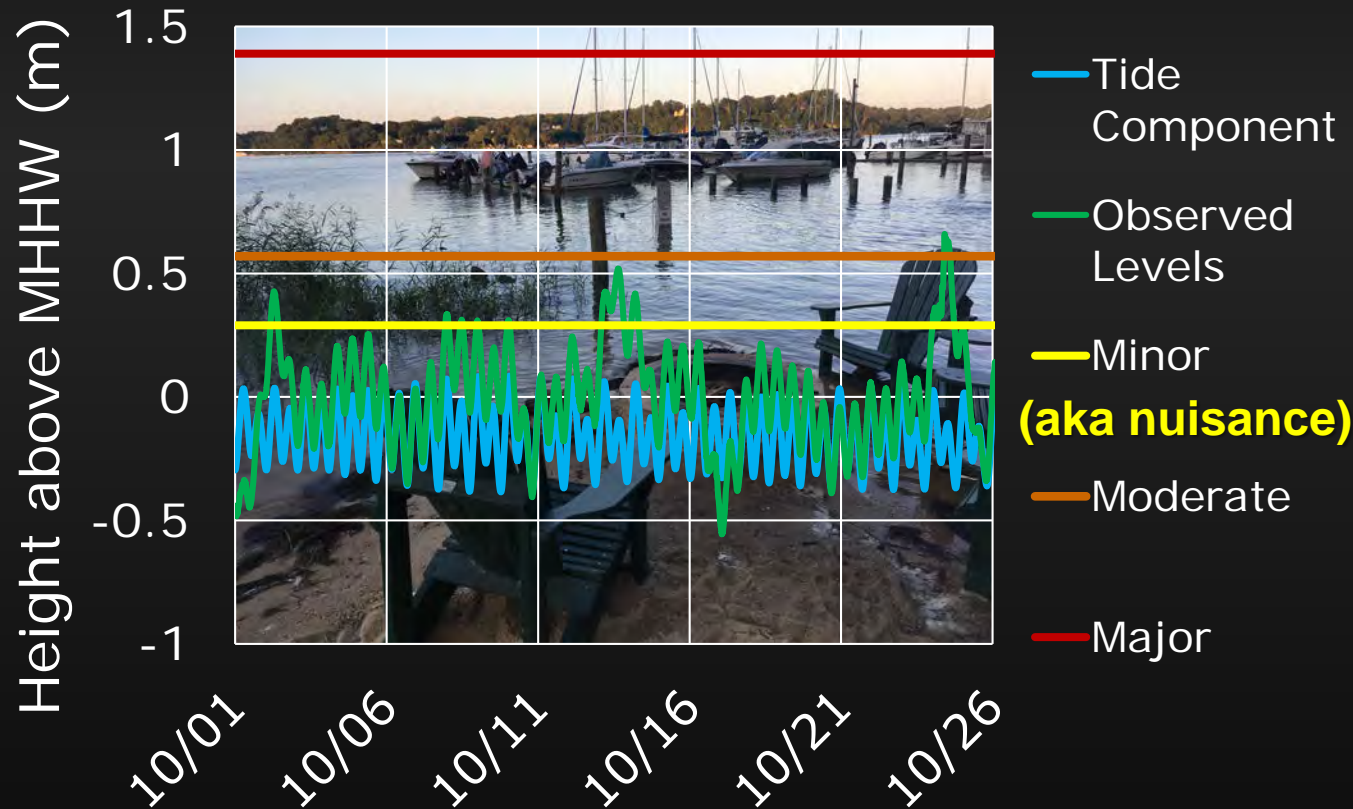 Height above MHHW (m)
1.5
1
0.5
0
-0.5
-1
10/01
10/06
10/11
10/16
10/21
10/26
Tide
Component
Observed
Levels
Minor
(aka nuisance)
Moderate
Major